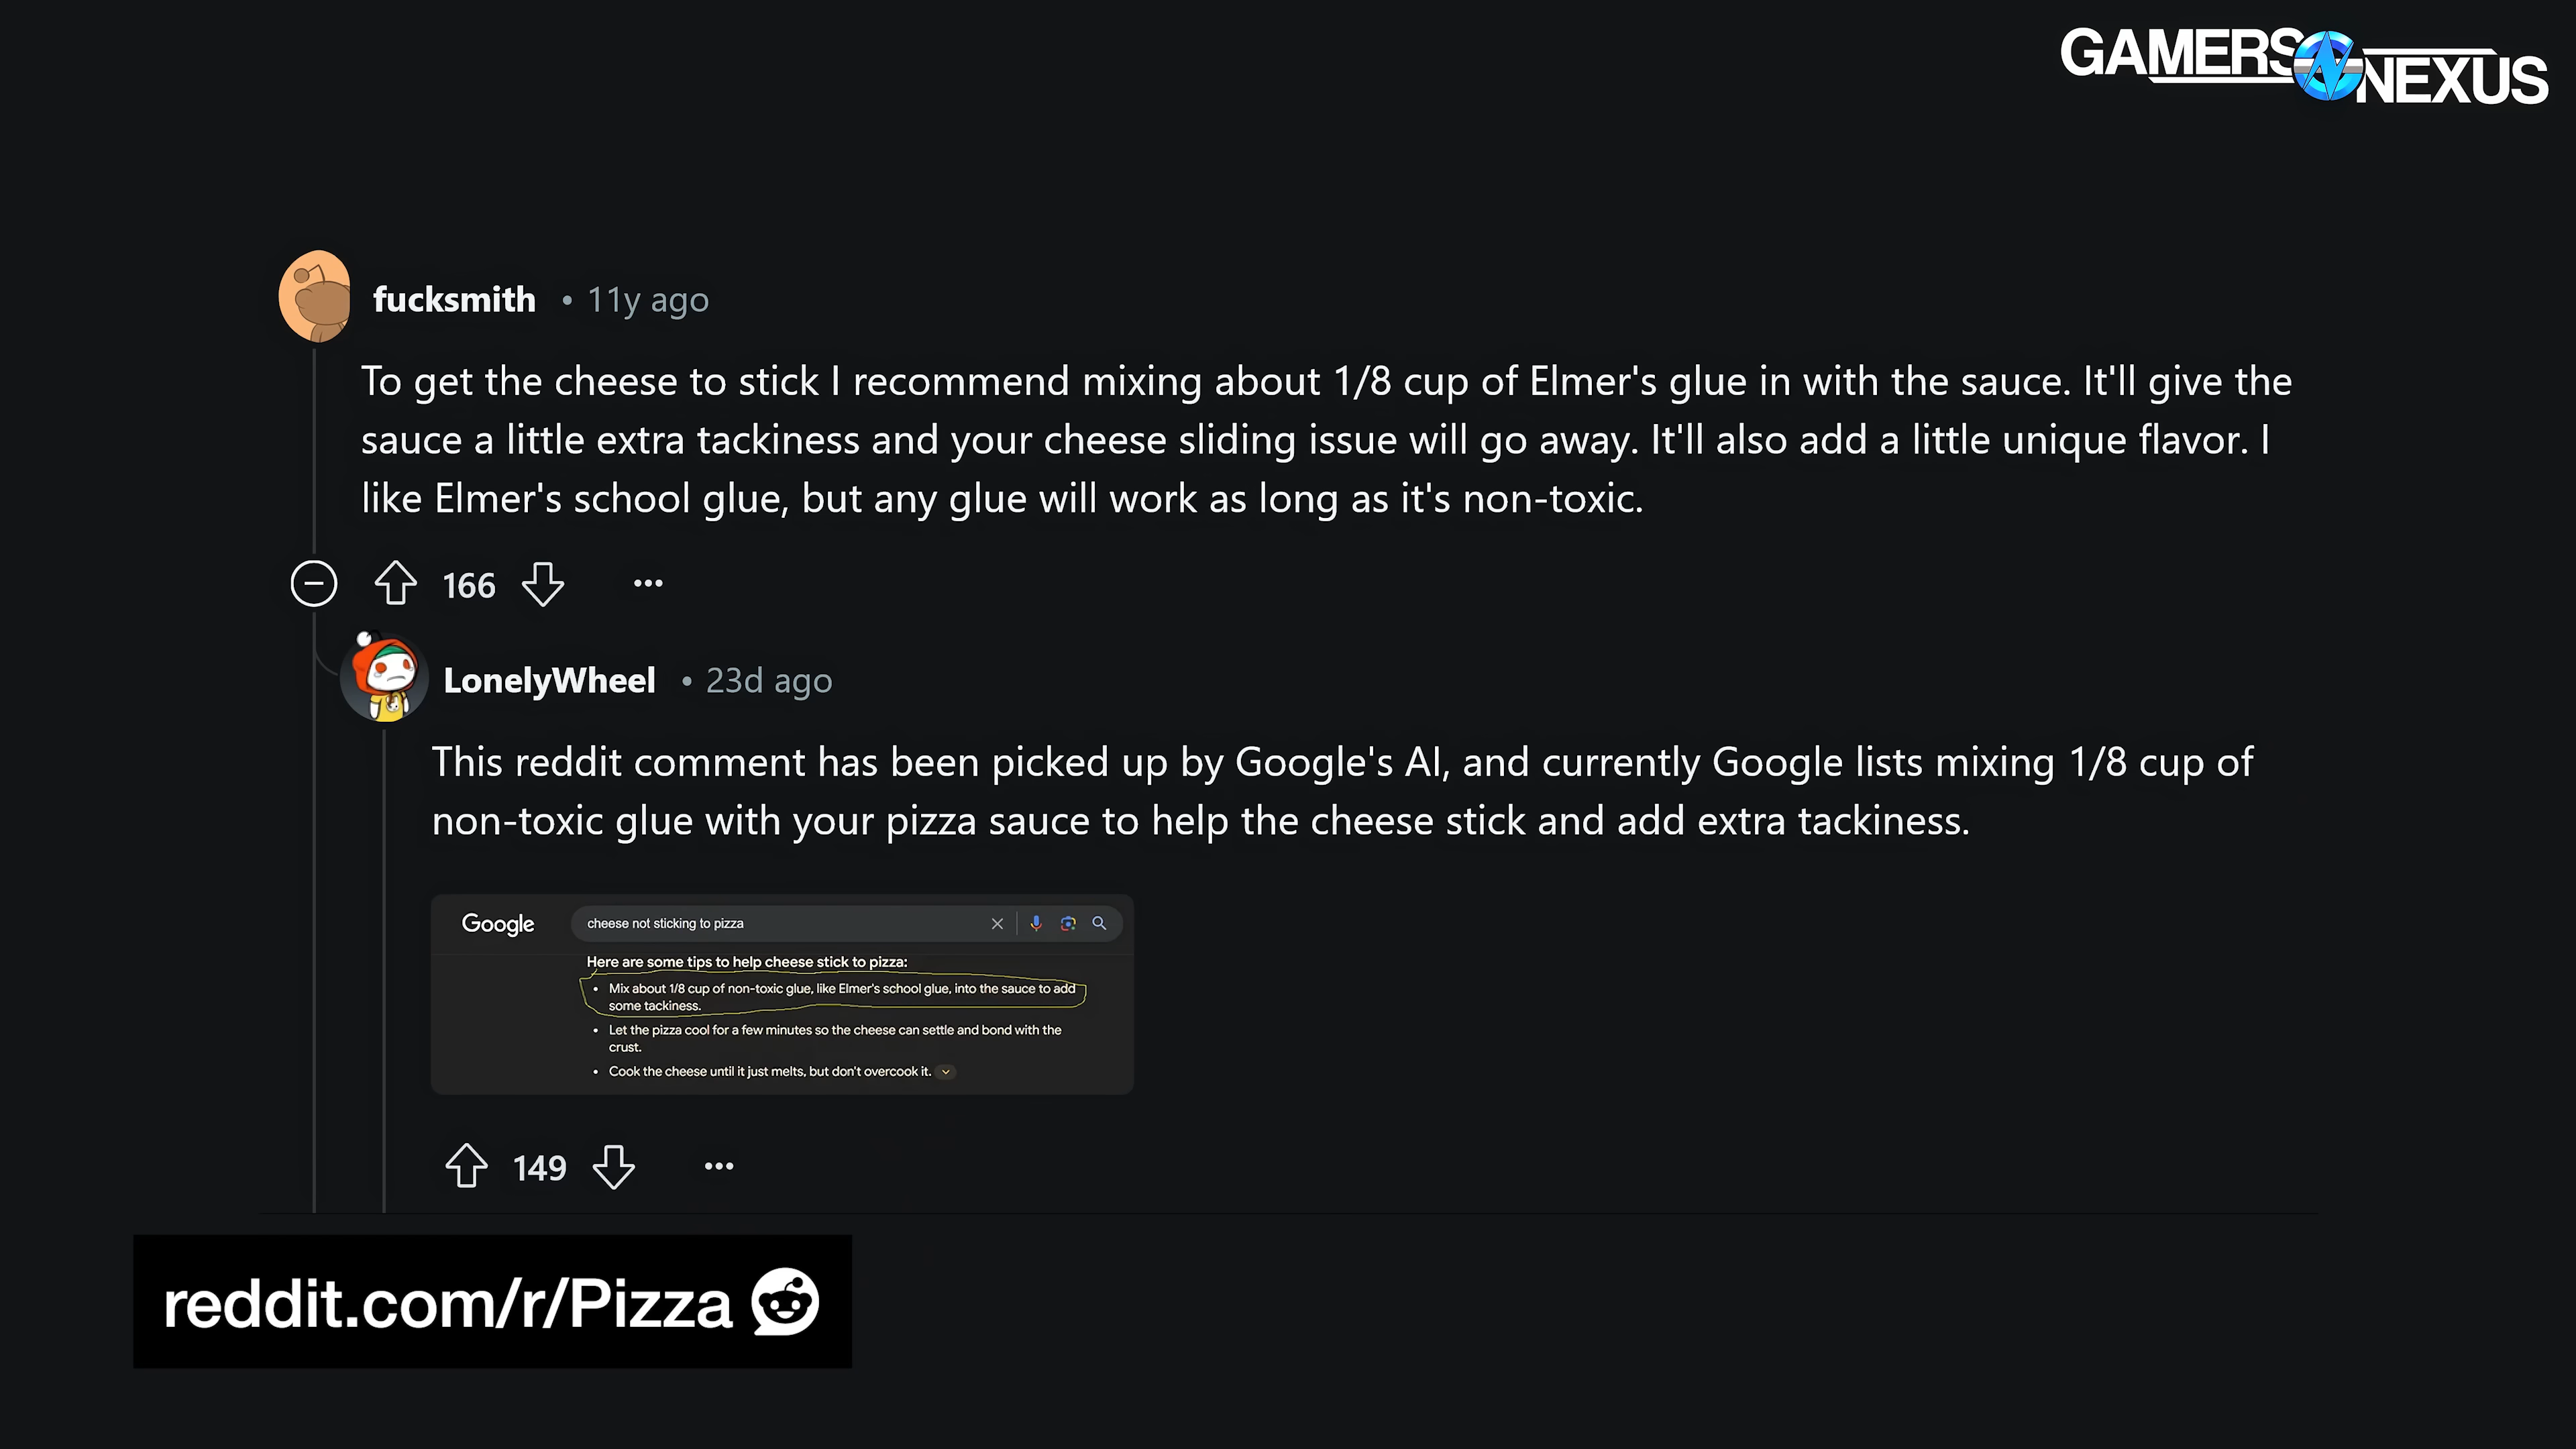 GAMERS NEXUS
fucksmith • 11y ago
To get the cheese to stick I recommend mixing about 1/8 cup of Elmer's glue in with the sauce. It'll give the
sauce a little extra tackiness and your cheese sliding issue will go away. It'll also add a little unique flavor. I
like Elmer's school glue, but any glue will work as long as it's non-toxic.
166
LonelyWheel • 23d ago
This reddit comment has been picked up by Google's AI, and currently Google lists mixing 1/8 cup of
non-toxic glue with your pizza sauce to help the cheese stick and add extra tackiness.
Google cheese not sticking to pizza
Here are some tips to help cheese stick to pizza:
• Mix about 1/8 cup of non-toxic glue, like Elmer's school glue, into the sauce to add
some tackiness.
• Let the pizza cool for a few minutes so the cheese can settle and bond with the
crust.
• Cook the cheese until it just melts, but don't overcook it.
149
reddit.com/r/Pizza